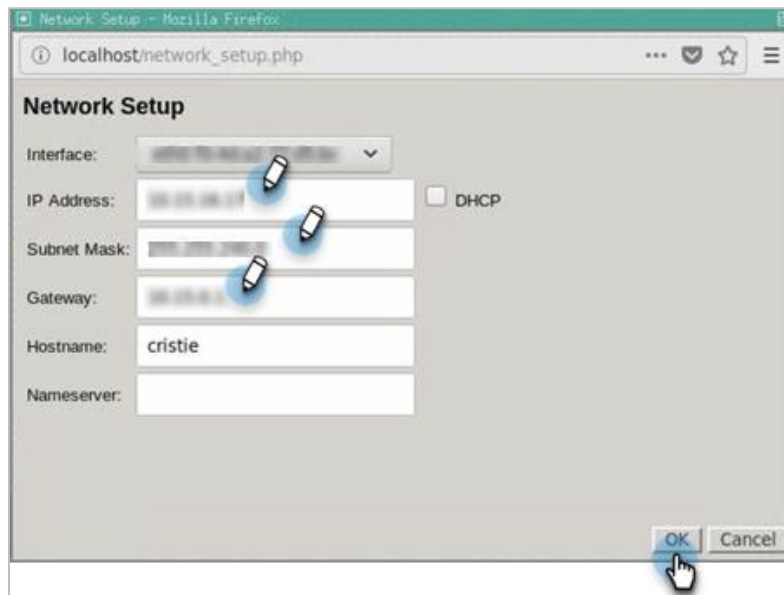 Network Setup - Mozilla Firefox
localhost/network_setup.php
Network Setup
Interface:
IP Address:
DHCP
Subnet Mask:
Gateway:
Hostname: cristie
Nameserver:
OK Cancel